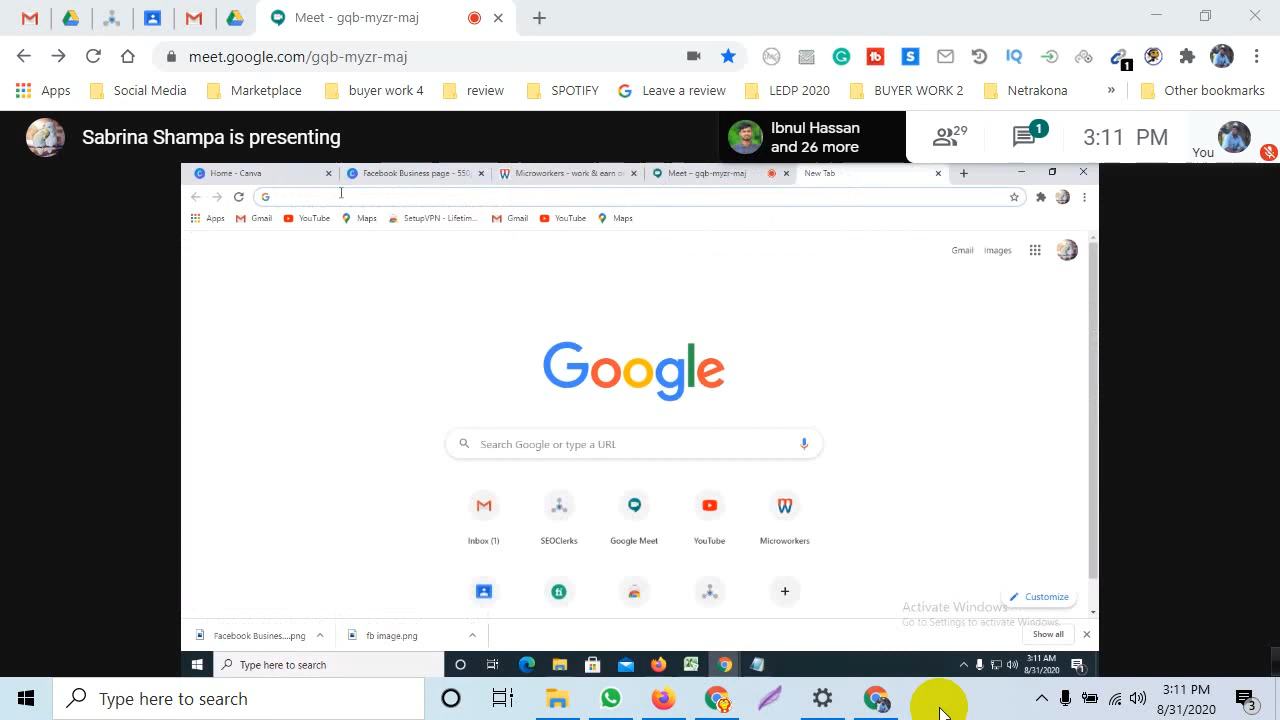 Meet - gqb-myzr-maj
meet.google.com/gqb-myzr-maj
1
Apps Social Media Marketplace buyer work 4 review SPOTIFY Leave a review LEDP 2020 BUYER WORK 2 Netrakona » Other bookmarks
Sabrina Shampa is presenting
Ibnul Hassan
and 26 more
29
1
3:11 PM
You
Home - Canva Facebook Business page - 550 Microworkers - work & earn o Meet – gqb-myzr-maj New Tab
Apps Gmail YouTube Maps SetupVPN - Lifetim... Gmail YouTube Maps
Gmail Images
Google
Search Google or type a URL
Inbox (1) SEOClerks Google Meet YouTube Microworkers
Customize
Activate Windows
Go to Settings to activate Windows.
Facebook Busines....png fb image.png Show all
Type here to search
3:11 AM
8/31/2020
1
Type here to search
3:11 PM
8/31/2020
3